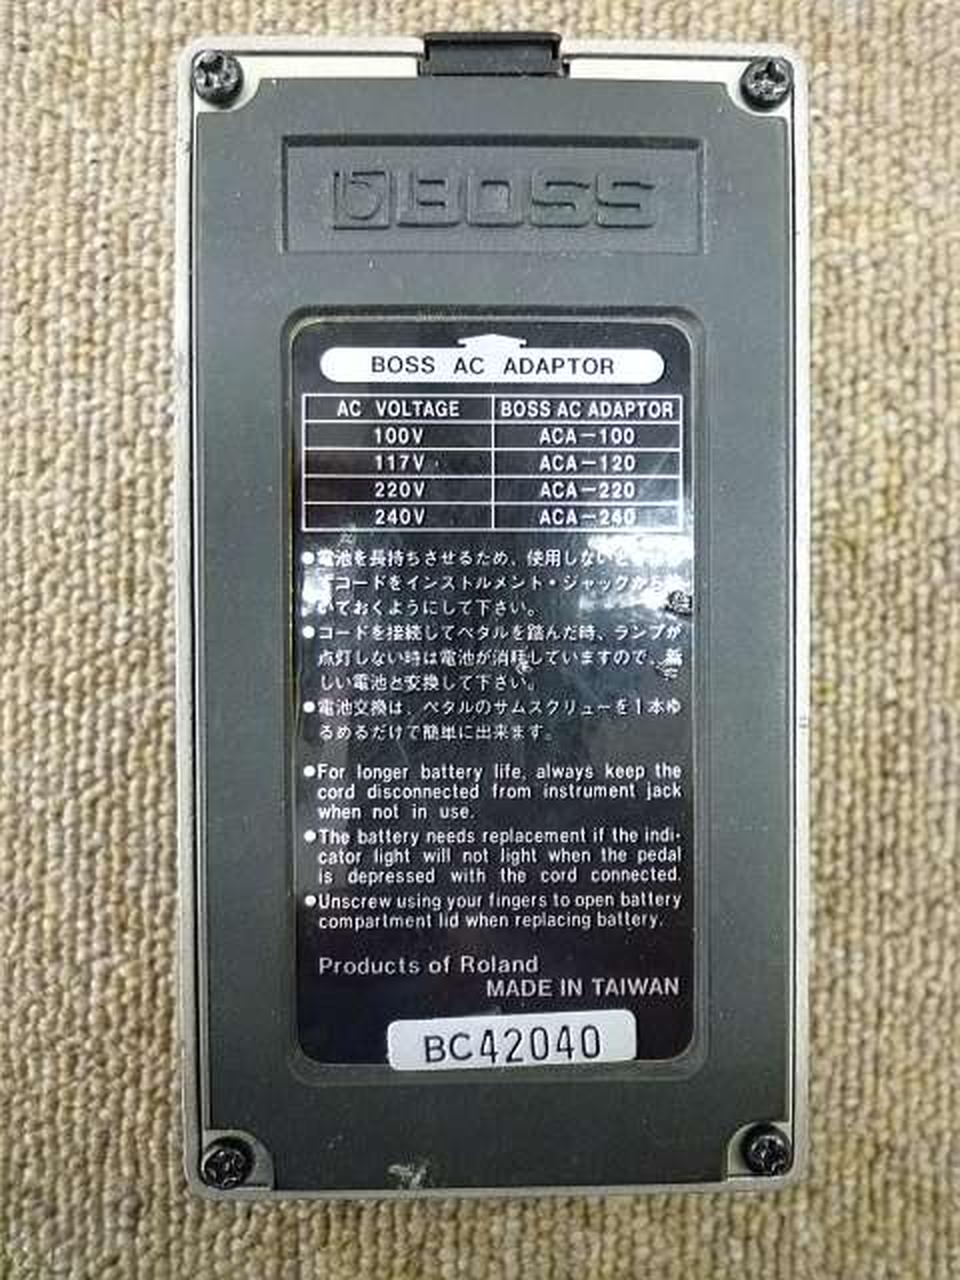 BOSS
BOSS AC ADAPTOR
AC VOLTAGE BOSS AC ADAPTOR
100V ACA-100
117V ACA-120
220V ACA-220
240V ACA-240
●電池を長持ちさせるため、使用しないと
コードをインストルメント・ジャックから
いておくようにして下さい。
●コードを接続してペタルを踏んだ時、ランプが
点灯しない時は電池が消耗していますので、新
しい電池と交換して下さい。
●電池交換は、ペタルのサムスクリューを1本ゆ
るめるだけで簡単に出来ます。
●For longer battery life, always keep the
cord disconnected from instrument jack
when not in use.
●The battery needs replacement if the indi-
cator light will not light when the pedal
is depressed with the cord connected.
●Unscrew using your fingers to open battery
compartment lid when replacing battery.
Products of Roland
MADE IN TAIWAN
BC42040